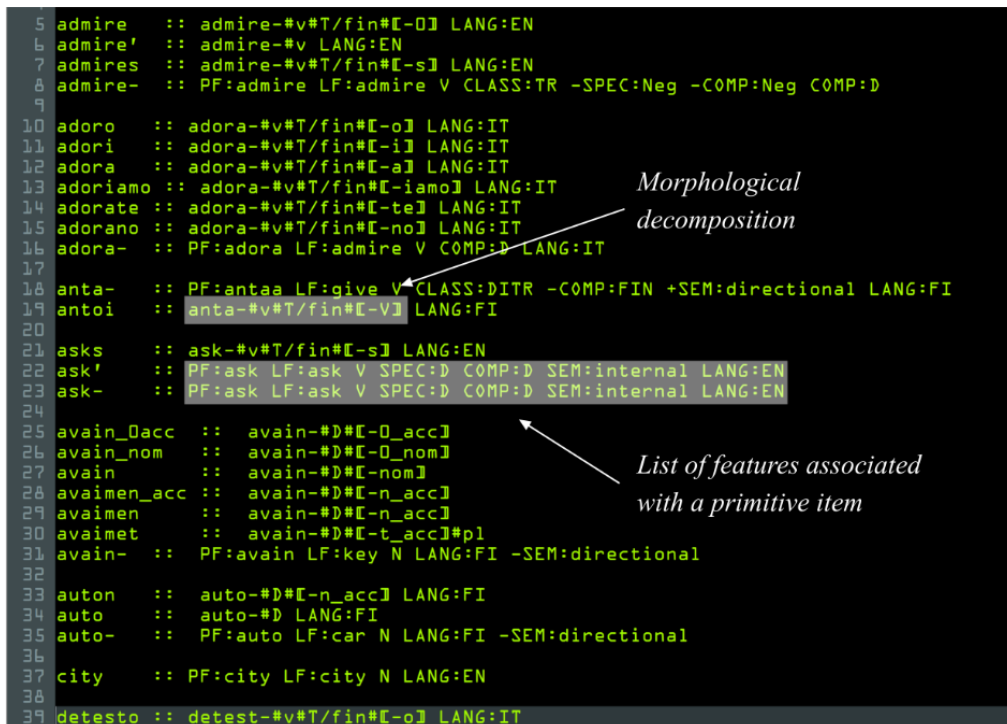 5 admire :: admire-#v#T/fin#[-0] LANG:EN
6 admire' :: admire-#v LANG:EN
7 admires :: admire-#v#T/fin#[-s] LANG:EN
8 admire- :: PF:admire LF:admire V CLASS:TR -SPEC:Neg -COMP:Neg COMP:D
9
10 adoro :: adora-#v#T/fin#[-o] LANG:IT
11 adori :: adora-#v#T/fin#[-i] LANG:IT
12 adora :: adora-#v#T/fin#[-a] LANG:IT
13 adoriamo :: adora-#v#T/fin#[-iamo] LANG:IT
14 adorate :: adora-#v#T/fin#[-te] LANG:IT
15 adorano :: adora-#v#T/fin#[-no] LANG:IT
16 adora- :: PF:adora LF:admire V COMP:D LANG:IT
Morphological
decomposition
17
18 anta- :: PF:antaa LF:give V CLASS:DITR -COMP:FIN +SEM:directional LANG:FI
19 antoi :: anta-#v#T/fin#[-V] LANG:FI
20
21 asks :: ask-#v#T/fin#[-s] LANG:EN
22 ask' :: PF:ask LF:ask V SPEC:D COMP:D SEM:internal LANG:EN
23 ask- :: PF:ask LF:ask V SPEC:D COMP:D SEM:internal LANG:EN
24
25 avain_0acc :: avain-#D#[-0_acc]
26 avain_nom :: avain-#D#[-0_nom]
27 avain :: avain-#D#[-nom]
28 avaimen_acc :: avain-#D#[-n_acc]
29 avaimen :: avain-#D#[-n_acc]
30 avaimet :: avain-#D#[-t_acc]#pl
31 avain- :: PF:avain LF:key N LANG:FI -SEM:directional
List of features associated
with a primitive item
32
33 auton :: auto-#D#[-n_acc] LANG:FI
34 auto :: auto-#D LANG:FI
35 auto- :: PF:auto LF:car N LANG:FI -SEM:directional
36
37 city :: PF:city LF:city N LANG:EN
38
39 detesto :: detest-#v#T/fin#[-o] LANG:IT